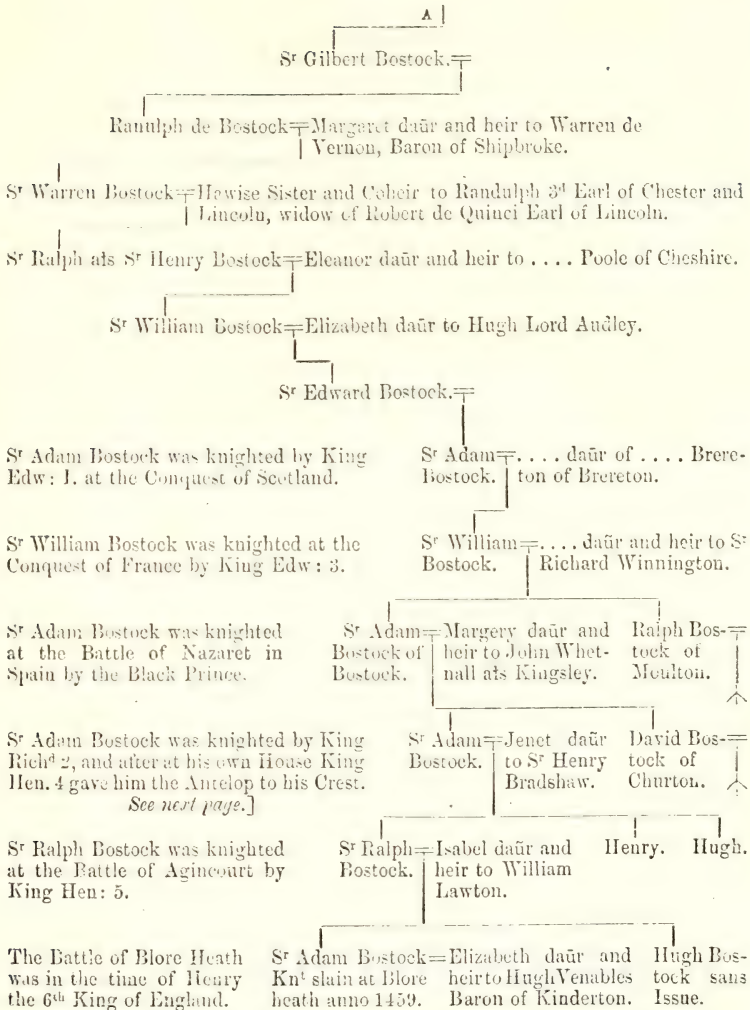 A
Sʳ Gilbert Bostock.
Ranulph de Bostock=Margaret daūr and heir to Warren de
Vernon, Baron of Shipbroke.
Sʳ Warren Bostock=Hawise Sister and Coheir to Randulph 3ᵈ Earl of Chester and
Lincoln, widow of Robert de Quinci Earl of Lincoln.
Sʳ Ralph ats Sʳ Henry Bostock=Eleanor daūr and heir to . . . . Poole of Cheshire.
Sʳ William Bostock=Elizabeth daūr to Hugh Lord Audley.
Sʳ Edward Bostock.
Sʳ Adam Bostock was knighted by King
Edw: 1. at the Conquest of Scotland.
Sʳ Adam= . . . . daūr of . . . . Brere-
Bostock. ton of Brereton.
Sʳ William Bostock was knighted at the
Conquest of France by King Edw: 3.
Sʳ William= . . . . daūr and heir to Sʳ
Bostock. Richard Winnington.
Sʳ Adam Bostock was knighted
at the Battle of Nazaret in
Spain by the Black Prince.
Sʳ Adam=Margery daūr and
Bostock of heir to John Whet-
Bostock. nall ats Kingsley.
Ralph Bos-
tock of
Moulton.
Sʳ Adam Bostock was knighted by King
Richᵈ 2, and after at his own House King
Hen. 4 gave him the Antelop to his Crest.
See next page.]
Sʳ Adam=Jenet daūr
Bostock. to Sʳ Henry
Bradshaw.
David Bos-=
tock of
Churton.
Sʳ Ralph Bostock was knighted
at the Battle of Agincourt by
King Hen: 5.
Sʳ Ralph=Isabel daūr and
Bostock. heir to William
Lawton.
Henry. Hugh.
The Battle of Blore Heath
was in the time of Henry
the 6ᵗʰ King of England.
Sʳ Adam Bostock=Elizabeth daūr and
Knᵗ slain at Blore heir to Hugh Venables
heath anno 1459. Baron of Kinderton.
Hugh Bos-
tock sans
Issue.